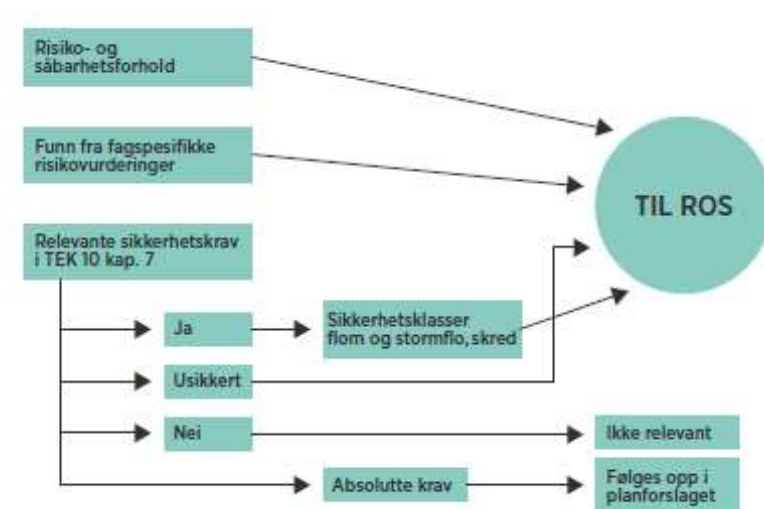 Risiko- og
såbarhetsforhold
Funn fra fagspesifikke
risikovurderinger
TIL ROS
Relevante sikkerhetskrav
i TEK 10 kap. 7
Ja
Sikkerhetsklasser
flom og stormflo, skred
Usikkert
Nei
Ikke relevant
Absolutte krav
Følges opp i
planforslaget